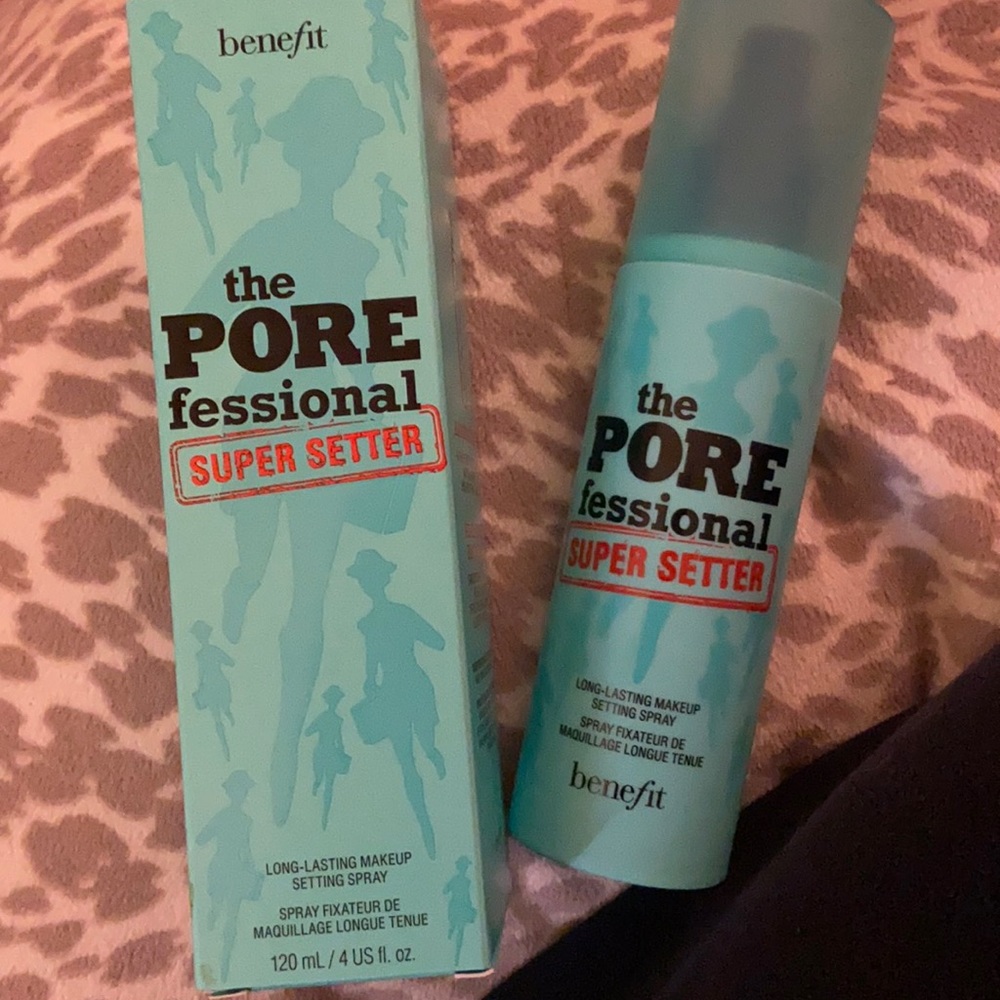 benefit
the
PORE
fessional
SUPER SETTER
LONG-LASTING MAKEUP
SETTING SPRAY
SPRAY FIXATEUR DE
MAQUILLAGE LONGUE TENUE
120 mL / 4 US fl. oz.
the
PORE
fessional
SUPER SETTER
LONG-LASTING MAKEUP
SETTING SPRAY
SPRAY FIXATEUR DE
MAQUILLAGE LONGUE TENUE
benefit